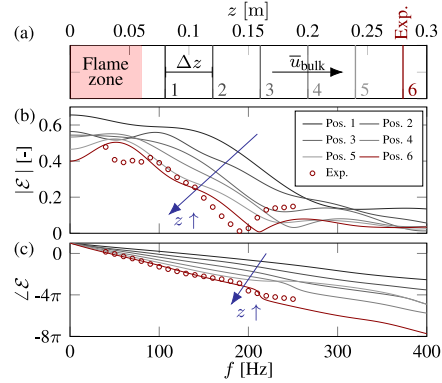 z [m]
0 0.05 0.1 0.15 0.2 0.25 0.3
Exp.
(a)
Flame zone
Δz
u̅bulk
1 2 3 4 5 6
(b)
|ℰ| [-]
0.6
0.4
0.2
0
z ↑
Pos. 1 Pos. 2
Pos. 3 Pos. 4
Pos. 5 Pos. 6
Exp.
(c)
∠ℰ
0
-4π
-8π
z ↑
0 100 200 300 400
f [Hz]